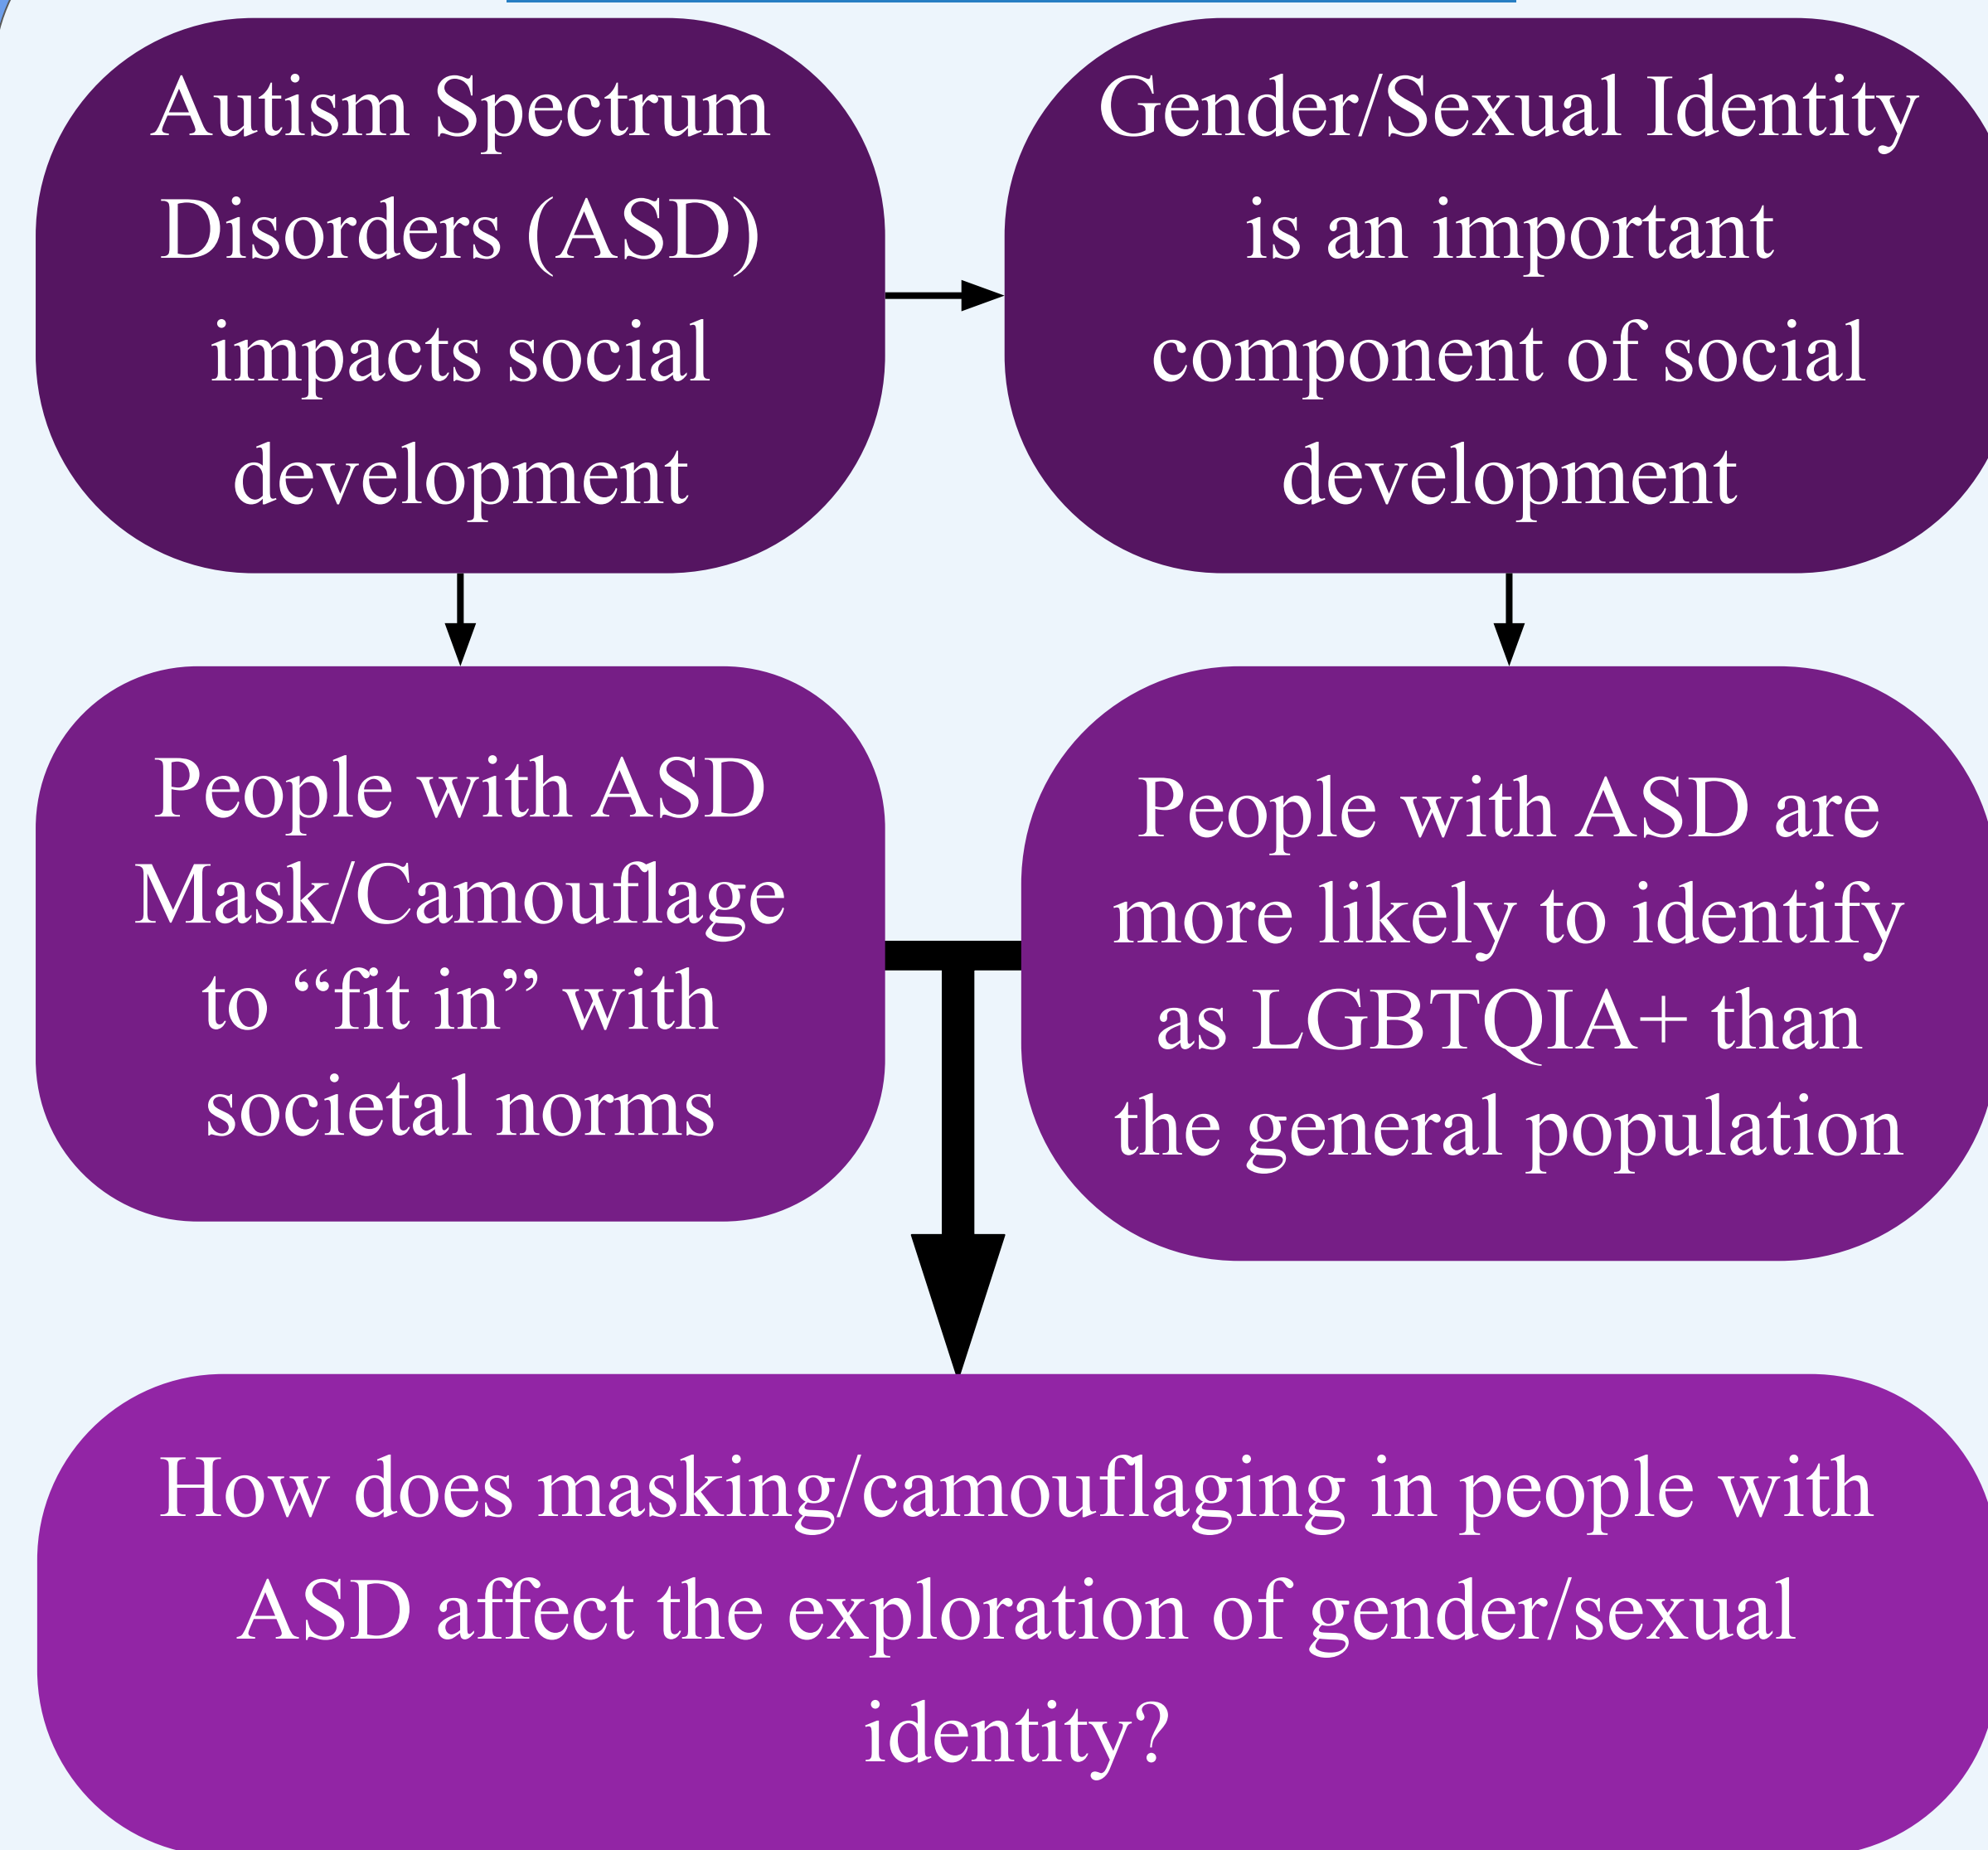 Autism Spectrum
Disorders (ASD)
impacts social
development
Gender/Sexual Identity
is an important
component of social
development
People with ASD
Mask/Camouflage
to “fit in” with
societal norms
People with ASD are
more likely to identify
as LGBTQIA+ than
the general population
How does masking/camouflaging in people with
ASD affect the exploration of gender/sexual
identity?